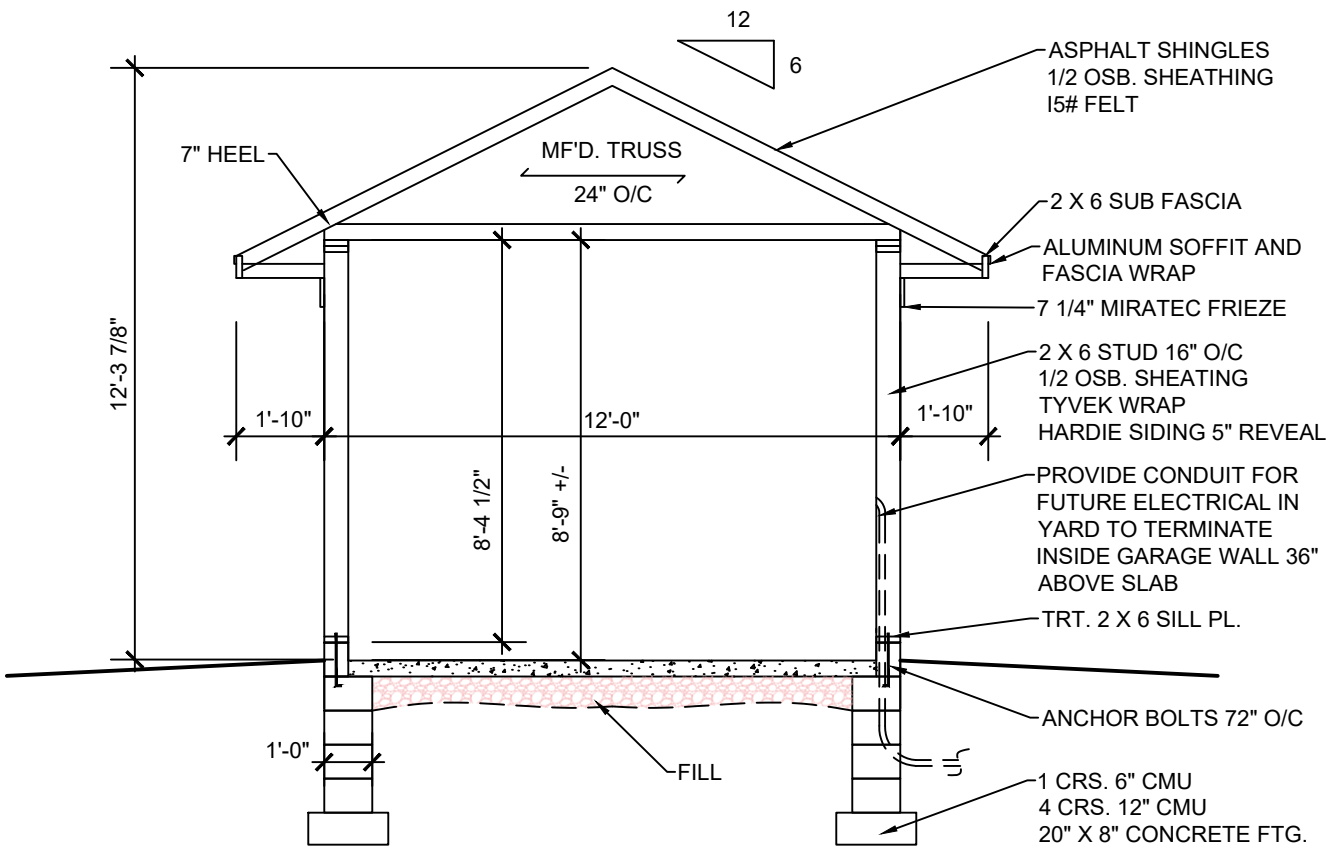 12
6
ASPHALT SHINGLES
1/2 OSB. SHEATHING
I5# FELT
7" HEEL
MF'D. TRUSS
24" O/C
2 X 6 SUB FASCIA
ALUMINUM SOFFIT AND
FASCIA WRAP
7 1/4" MIRATEC FRIEZE
12'-3 7/8"
2 X 6 STUD 16" O/C
1/2 OSB. SHEATING
TYVEK WRAP
HARDIE SIDING 5" REVEAL
1'-10"
12'-0"
1'-10"
8'-4 1/2"
8'-9" +/-
PROVIDE CONDUIT FOR
FUTURE ELECTRICAL IN
YARD TO TERMINATE
INSIDE GARAGE WALL 36"
ABOVE SLAB
TRT. 2 X 6 SILL PL.
ANCHOR BOLTS 72" O/C
1'-0"
FILL
1 CRS. 6" CMU
4 CRS. 12" CMU
20" X 8" CONCRETE FTG.